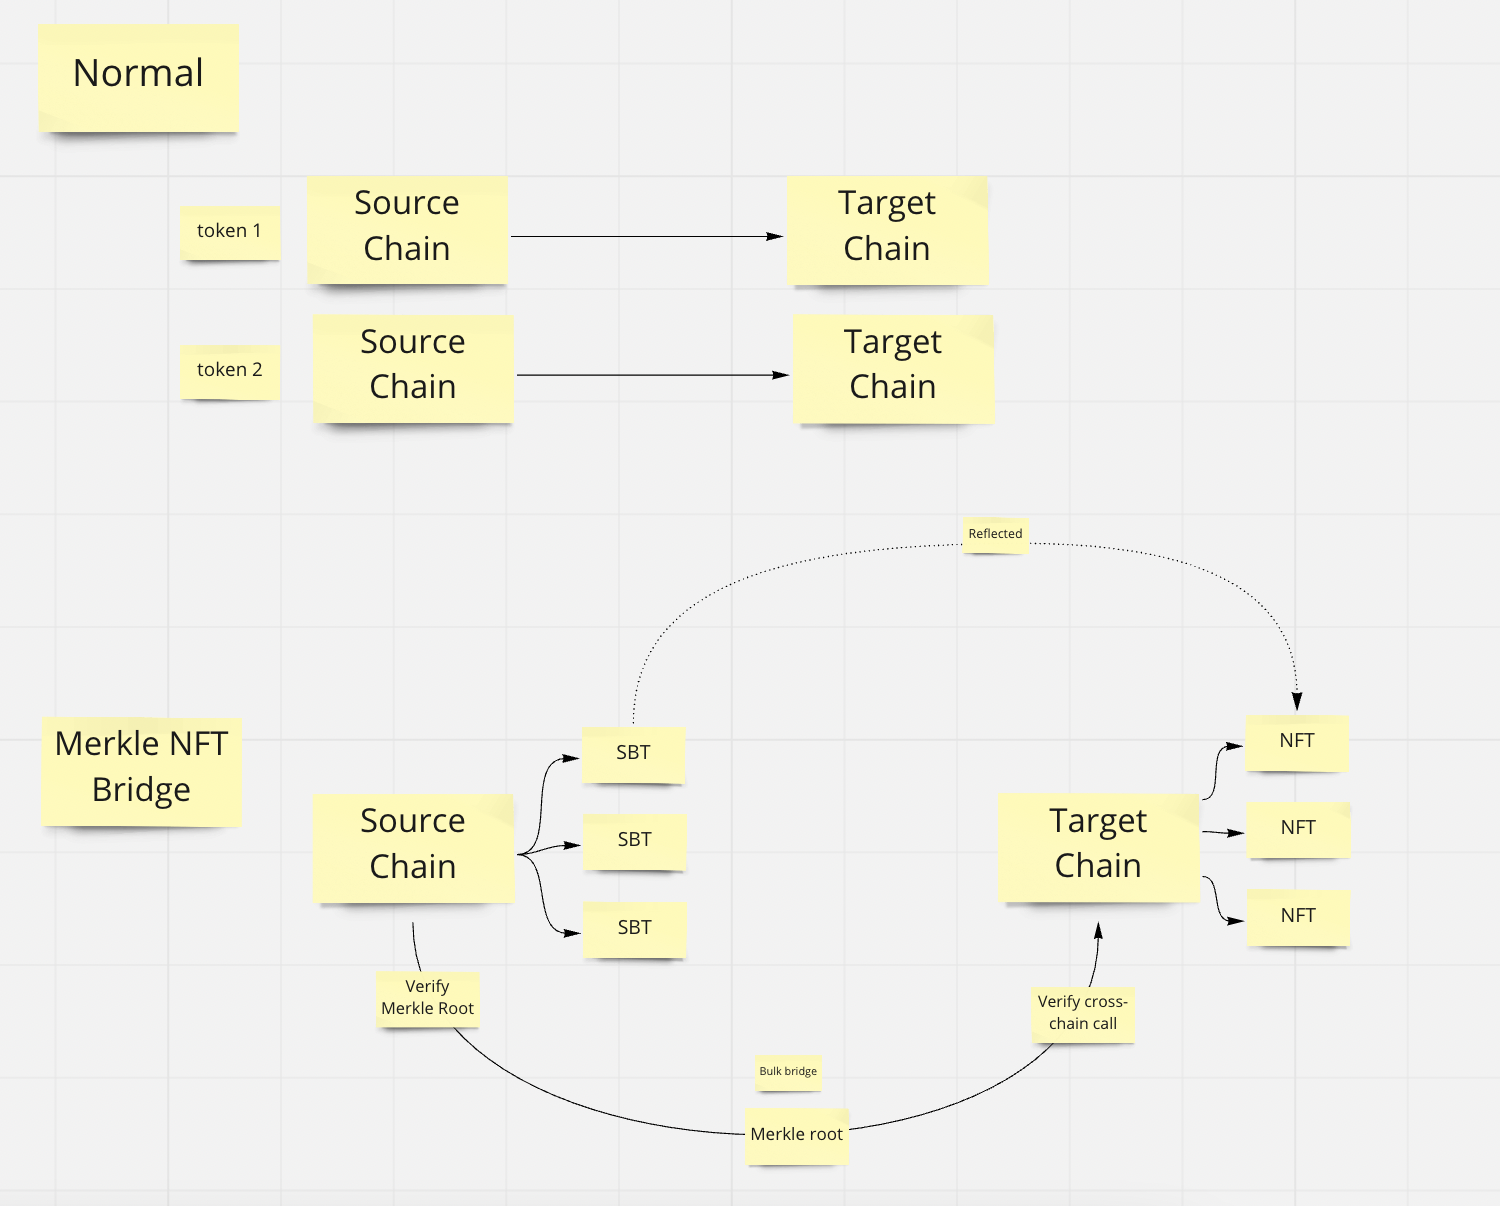 Normal
token 1
Source
Chain
Target
Chain
token 2
Source
Chain
Target
Chain
Reflected
Merkle NFT
Bridge
Source
Chain
SBT
SBT
SBT
Target
Chain
NFT
NFT
NFT
Verify
Merkle Root
Verify cross-
chain call
Bulk bridge
Merkle root